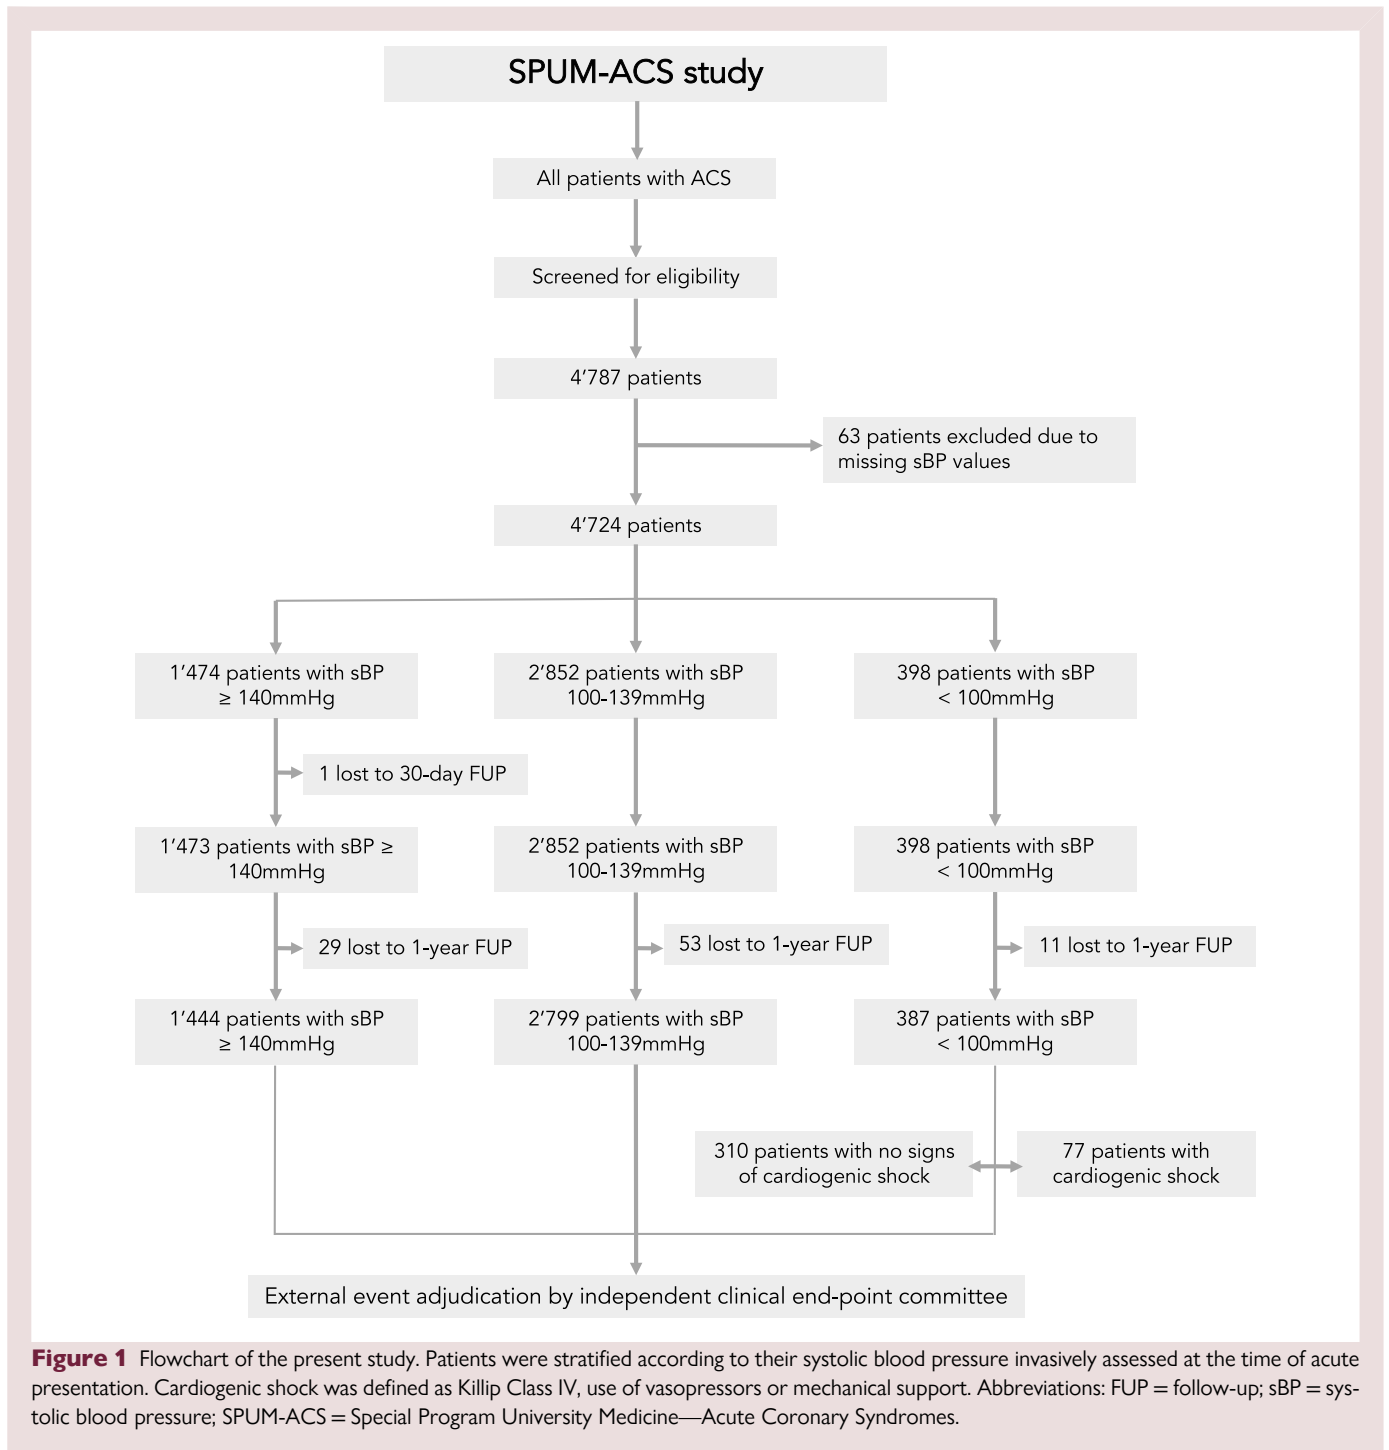 SPUM-ACS study
All patients with ACS
Screened for eligibility
4'787 patients
63 patients excluded due to
missing sBP values
4'724 patients
1'474 patients with sBP
≥ 140mmHg
2'852 patients with sBP
100-139mmHg
398 patients with sBP
< 100mmHg
1 lost to 30-day FUP
1'473 patients with sBP ≥
140mmHg
2'852 patients with sBP
100-139mmHg
398 patients with sBP
< 100mmHg
29 lost to 1-year FUP
53 lost to 1-year FUP
11 lost to 1-year FUP
1'444 patients with sBP
≥ 140mmHg
2'799 patients with sBP
100-139mmHg
387 patients with sBP
< 100mmHg
310 patients with no signs
of cardiogenic shock
77 patients with
cardiogenic shock
External event adjudication by independent clinical end-point committee
Figure 1 Flowchart of the present study. Patients were stratified according to their systolic blood pressure invasively assessed at the time of acute
presentation. Cardiogenic shock was defined as Killip Class IV, use of vasopressors or mechanical support. Abbreviations: FUP = follow-up; sBP = sys-
tolic blood pressure; SPUM-ACS = Special Program University Medicine—Acute Coronary Syndromes.